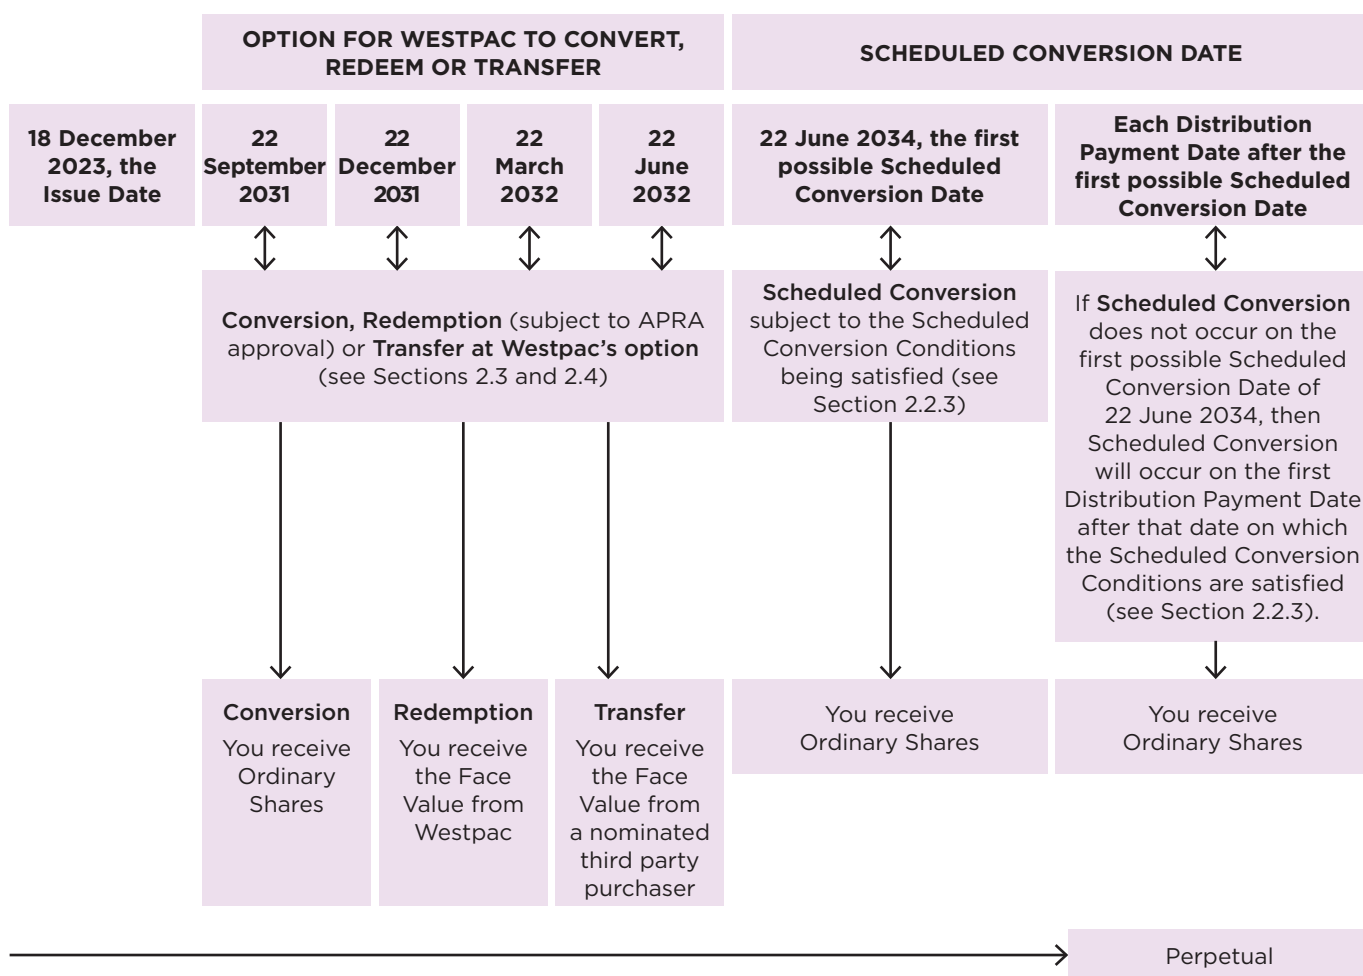 OPTION FOR WESTPAC TO CONVERT,
REDEEM OR TRANSFER
SCHEDULED CONVERSION DATE
18 December
2023, the
Issue Date
22
September
2031
22
December
2031
22
March
2032
22
June
2032
22 June 2034, the first
possible Scheduled
Conversion Date
Each Distribution
Payment Date after the
first possible Scheduled
Conversion Date
Conversion, Redemption (subject to APRA
approval) or Transfer at Westpac’s option
(see Sections 2.3 and 2.4)
Scheduled Conversion
subject to the Scheduled
Conversion Conditions
being satisfied (see
Section 2.2.3)
If Scheduled Conversion
does not occur on the
first possible Scheduled
Conversion Date of
22 June 2034, then
Scheduled Conversion
will occur on the first
Distribution Payment Date
after that date on which
the Scheduled Conversion
Conditions are satisfied
(see Section 2.2.3).
Conversion
You receive
Ordinary
Shares
Redemption
You receive
the Face
Value from
Westpac
Transfer
You receive
the Face
Value from
a nominated
third party
purchaser
You receive
Ordinary Shares
You receive
Ordinary Shares
Perpetual